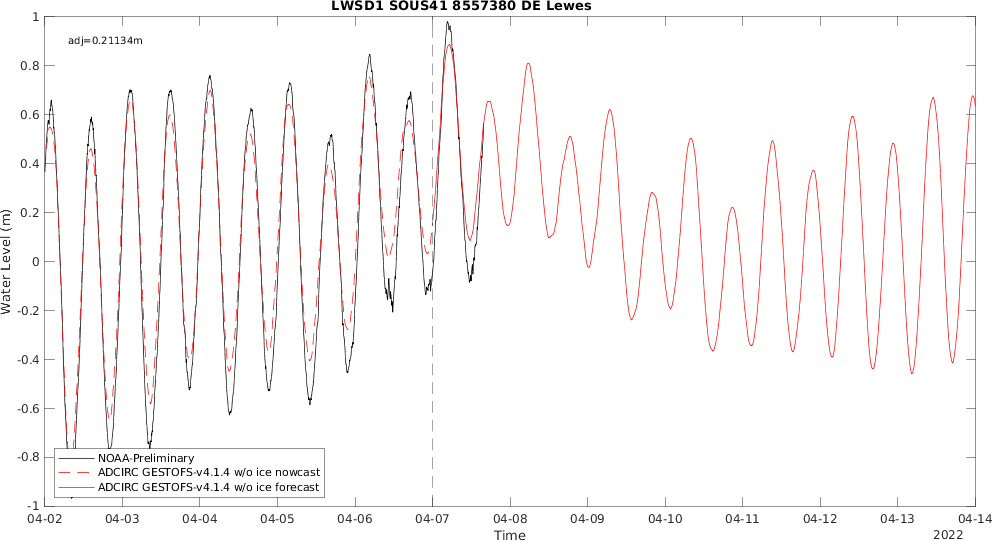 LWSD1 SOUS41 8557380 DE Lewes
adj=0.21134m
1
0.8
0.6
0.4
0.2
0
-0.2
-0.4
-0.6
-0.8
-1
Water Level (m)
NOAA-Preliminary
ADCIRC GESTOFS-v4.1.4 w/o ice nowcast
ADCIRC GESTOFS-v4.1.4 w/o ice forecast
04-02 04-03 04-04 04-05 04-06 04-07 04-08 04-09 04-10 04-11 04-12 04-13 04-14
Time
2022